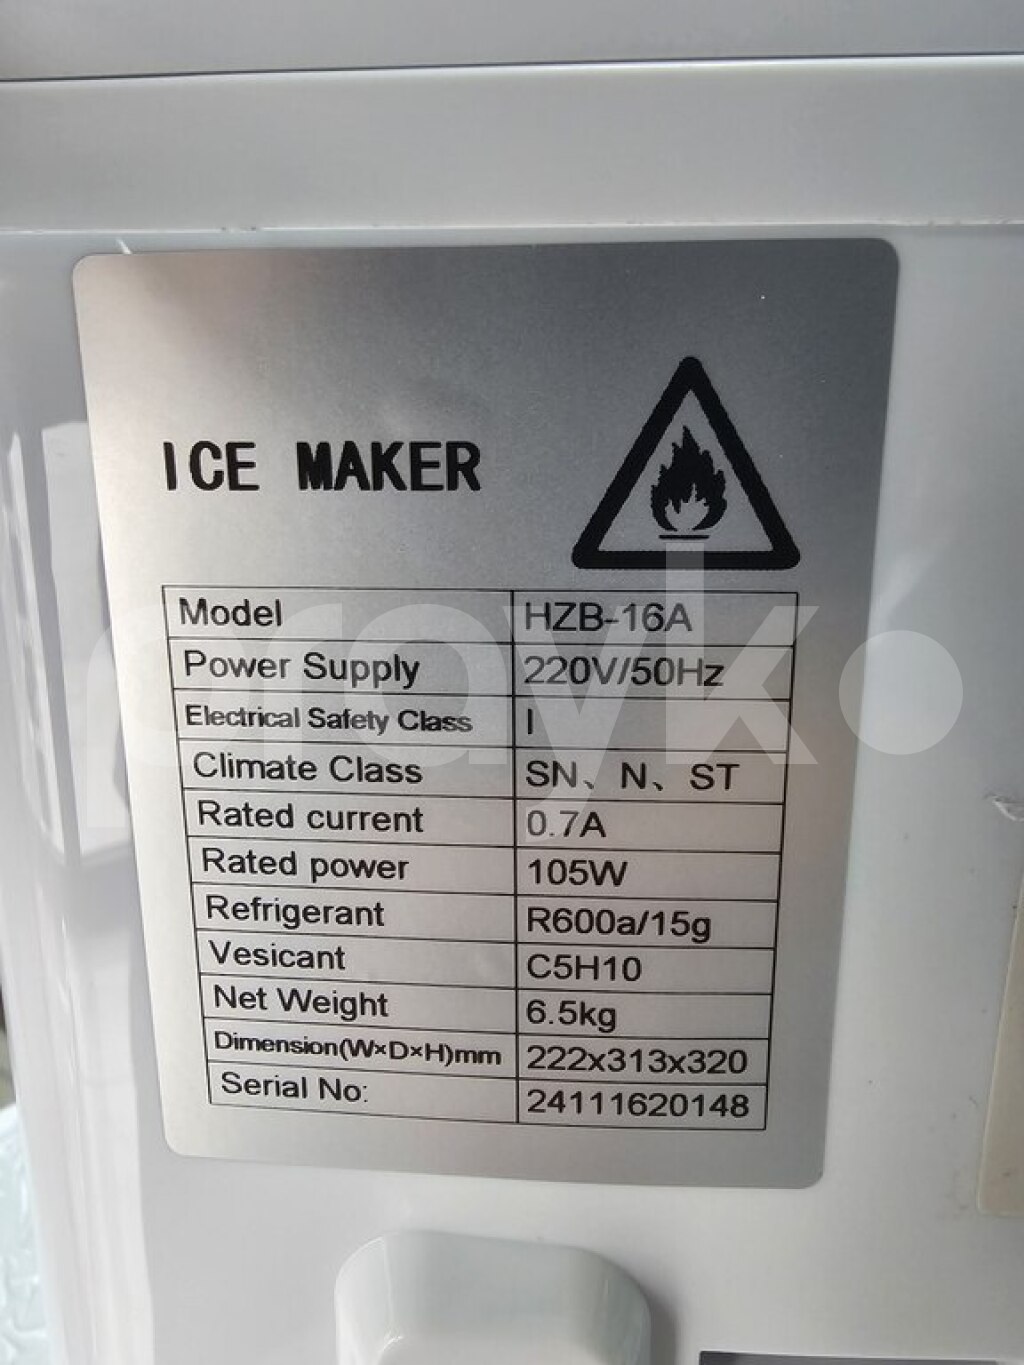 ICE MAKER
Model HZB-16A
Power Supply 220V/50Hz
Electrical Safety Class I
Climate Class SN、N、ST
Rated current 0.7A
Rated power 105W
Refrigerant R600a/15g
Vesicant C5H10
Net Weight 6.5kg
Dimension(W×D×H)mm 222x313x320
Serial No: 24111620148
prayko